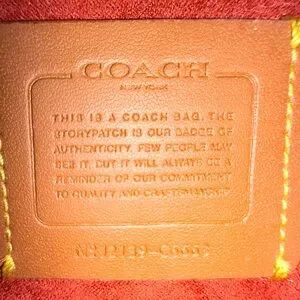 COACH
NEW YORK
THIS IS A COACH BAG. THE
STORYPATCH IS OUR BADGE OF
AUTHENTICITY. FEW PEOPLE MAY
SEE IT, BUT IT WILL ALWAYS BE A
REMINDER OF OUR COMMITMENT
TO QUALITY AND CRAFTSMANSHIP